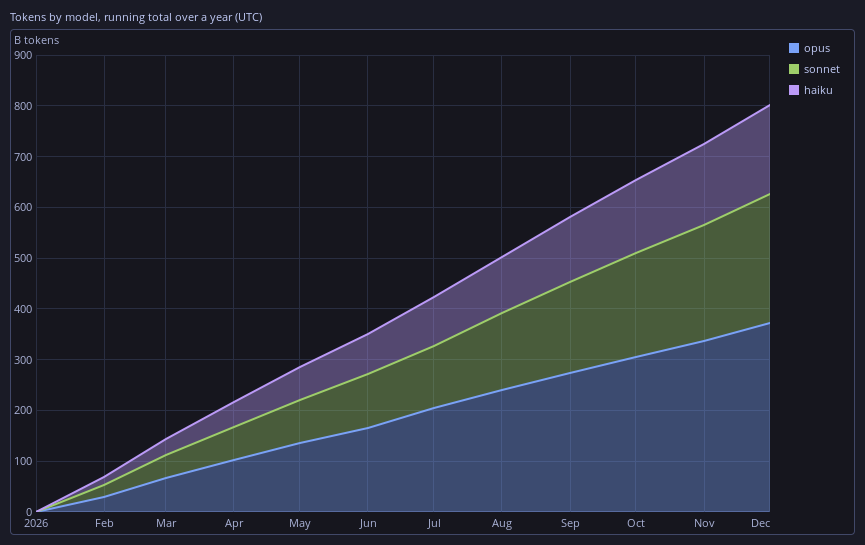 Tokens by model, running total over a year (UTC)
B tokens
900
800
700
600
500
400
300
200
100
0
2026 Feb Mar Apr May Jun Jul Aug Sep Oct Nov Dec
opus
sonnet
haiku